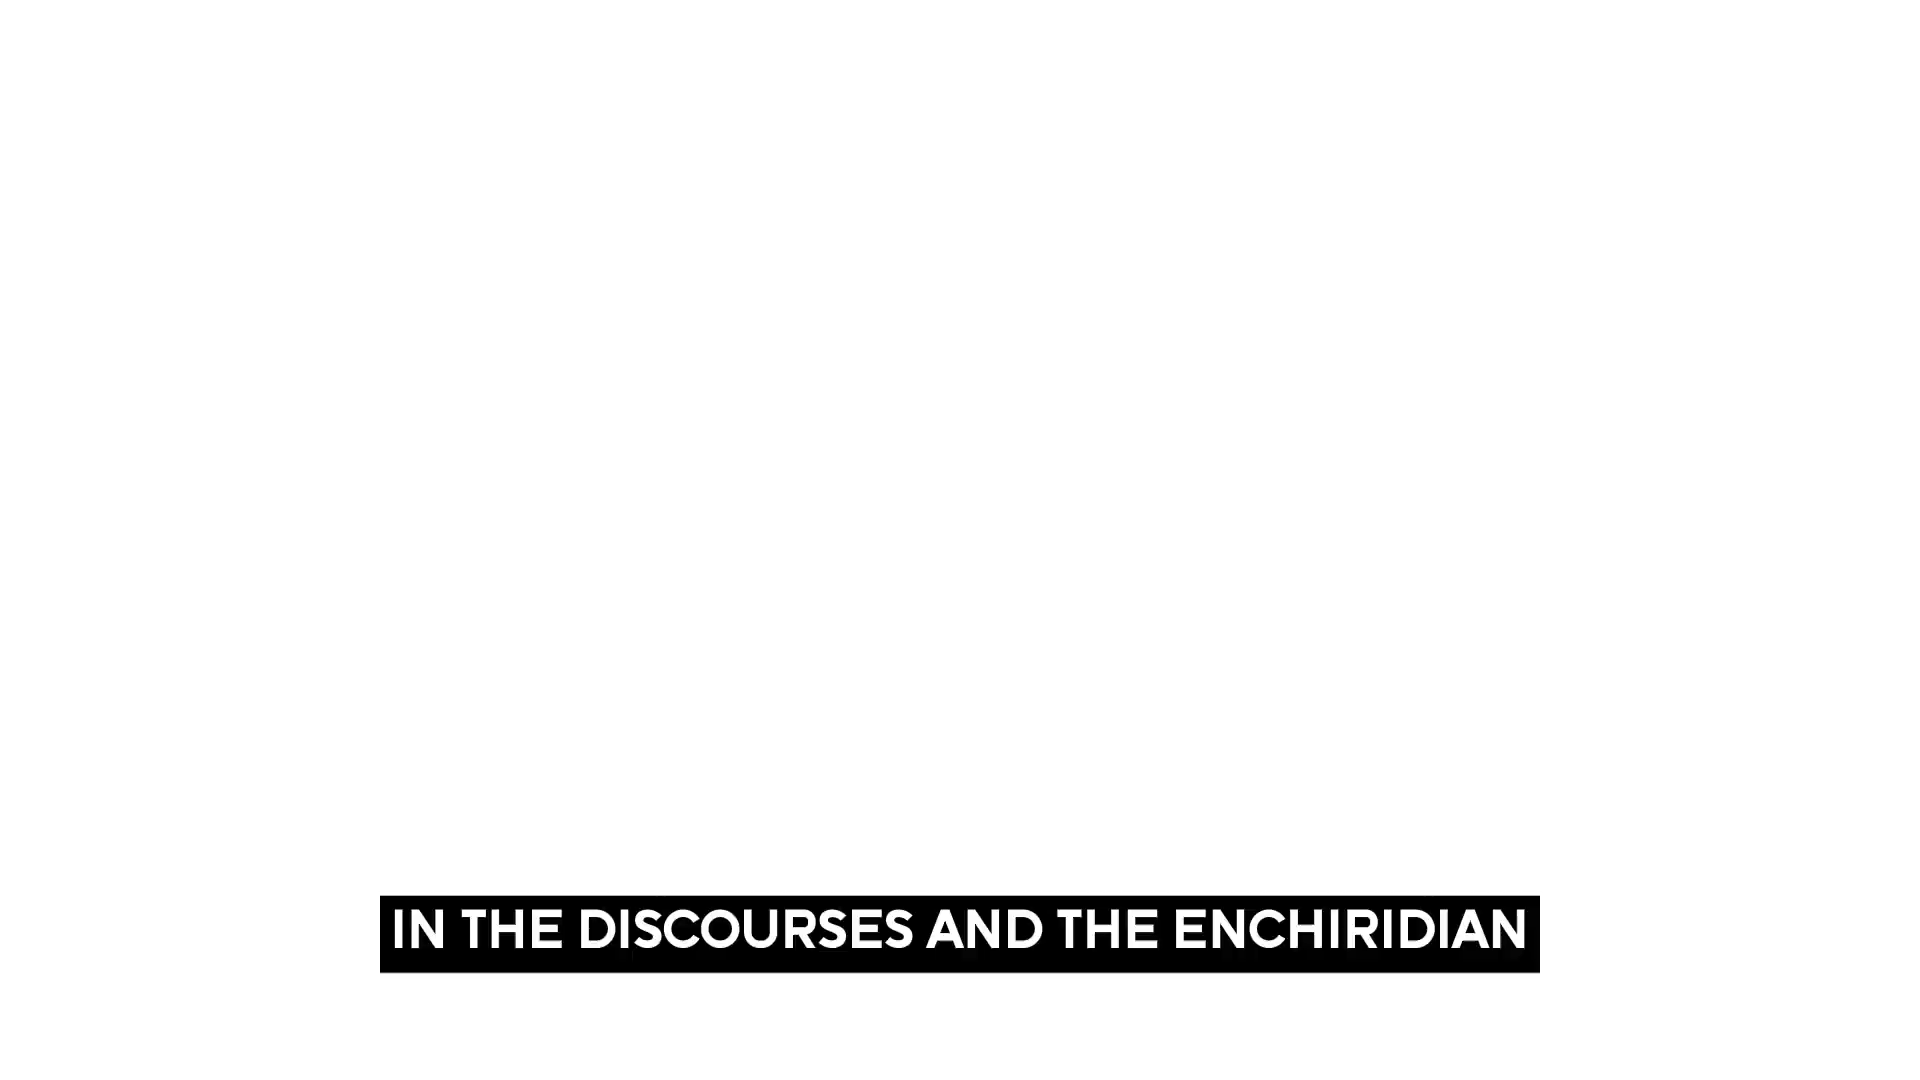 IN THE DISCOURSES AND THE ENCHIRIDIAN